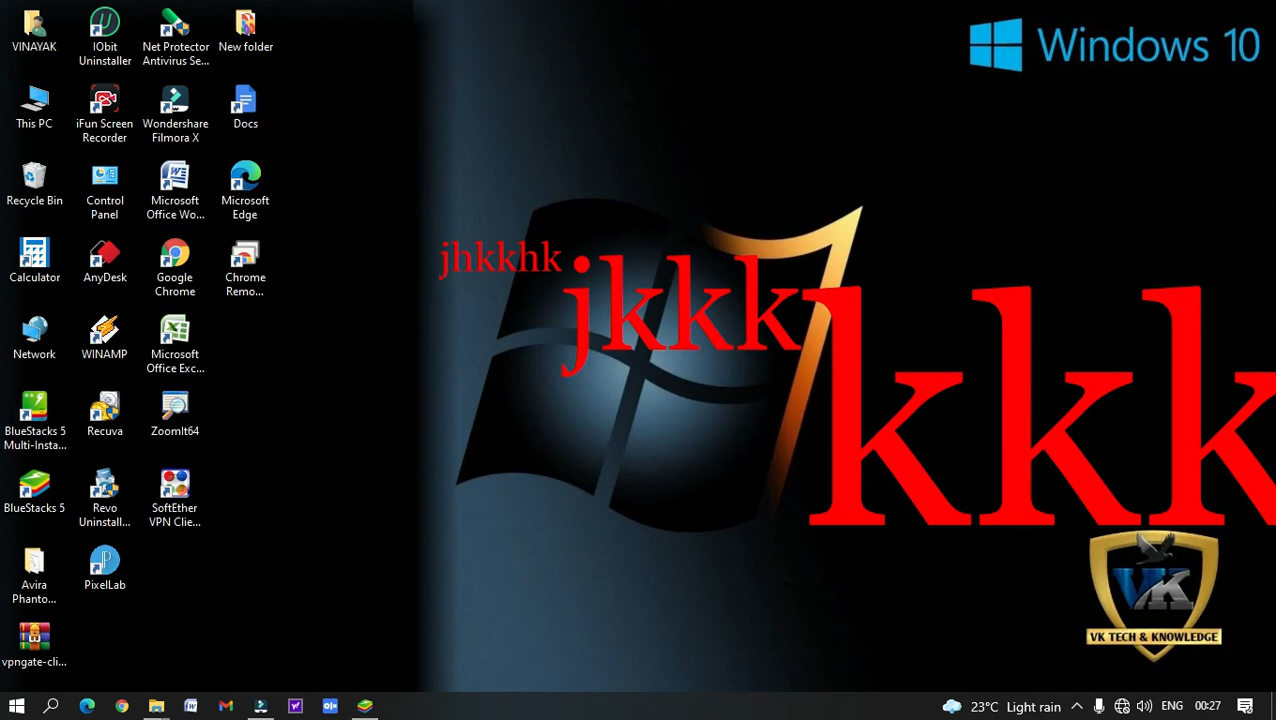 VINAYAK
IObit
Uninstaller
Net Protector
Antivirus Se...
New folder
This PC
iFun Screen
Recorder
Wondershare
Filmora X
Docs
Recycle Bin
Control
Panel
Microsoft
Office Wo...
Microsoft
Edge
Calculator
AnyDesk
Google
Chrome
Chrome
Remo...
Network
WINAMP
Microsoft
Office Exc...
BlueStacks 5
Multi-Insta...
Recuva
ZoomIt64
BlueStacks 5
Revo
Uninstall...
SoftEther
VPN Clie...
Avira
Phanto...
PixelLab
vpngate-cli...
Windows 10
jhkkhk
jkkk
kkk
VK
VK TECH & KNOWLEDGE
23°C Light rain
ENG
00:27